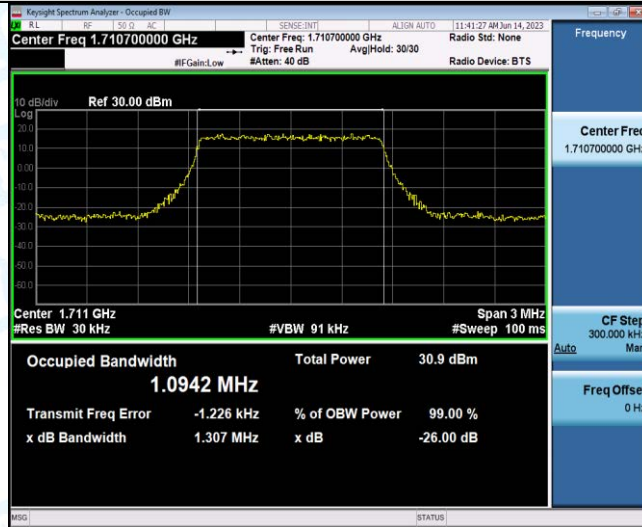 Keysight Spectrum Analyzer - Occupied BW
RL RF 50 Ω AC SENSE:INT ALIGN AUTO 11:41:27 AM Jun 14, 2023
Center Freq 1.710700000 GHz
Center Freq: 1.710700000 GHz
Radio Std: None
Trig: Free Run Avg|Hold: 30/30
#IFGain:Low #Atten: 40 dB Radio Device: BTS
Frequency
10 dB/div Ref 30.00 dBm
Log
20.0
10.0
0.00
-10.0
-20.0
-30.0
-40.0
-50.0
-60.0
Center 1.711 GHz Span 3 MHz
#Res BW 30 kHz #VBW 91 kHz #Sweep 100 ms
Center Freq
1.710700000 GHz
CF Step
300.000 kHz
Auto Man
Freq Offse
0 Hz
Occupied Bandwidth Total Power 30.9 dBm
1.0942 MHz
Transmit Freq Error -1.226 kHz % of OBW Power 99.00 %
x dB Bandwidth 1.307 MHz x dB -26.00 dB
MSG STATUS